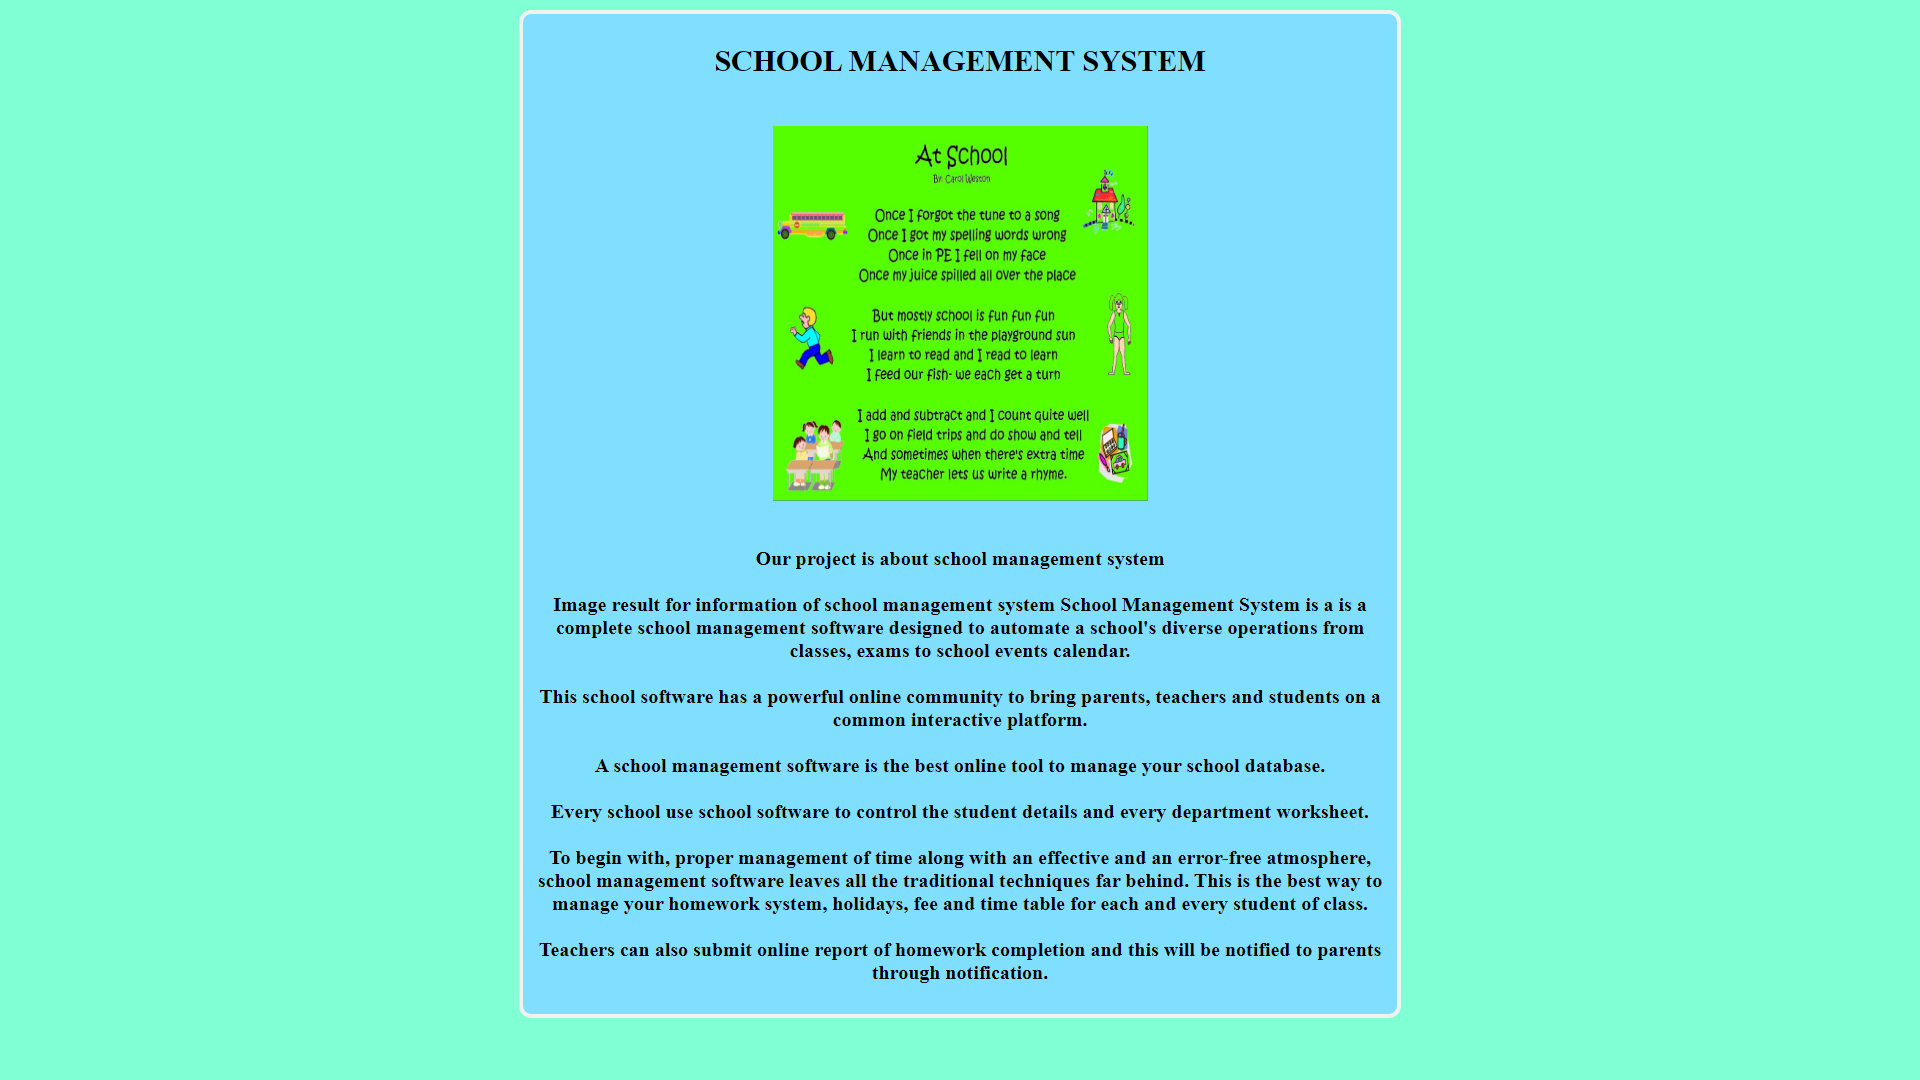 SCHOOL MANAGEMENT SYSTEM
At School
By: Carol Weston
Once I forgot the tune to a song
Once I got my spelling words wrong
Once in PE I fell on my face
Once my juice spilled all over the place
But mostly school is fun fun fun
I run with friends in the playground sun
I learn to read and I read to learn
I feed our fish- we each get a turn
I add and subtract and I count quite well
I go on field trips and do show and tell
And sometimes when there's extra time
My teacher lets us write a rhyme.
Our project is about school management system
Image result for information of school management system School Management System is a is a
complete school management software designed to automate a school's diverse operations from
classes, exams to school events calendar.
This school software has a powerful online community to bring parents, teachers and students on a
common interactive platform.
A school management software is the best online tool to manage your school database.
Every school use school software to control the student details and every department worksheet.
To begin with, proper management of time along with an effective and an error-free atmosphere,
school management software leaves all the traditional techniques far behind. This is the best way to
manage your homework system, holidays, fee and time table for each and every student of class.
Teachers can also submit online report of homework completion and this will be notified to parents
through notification.